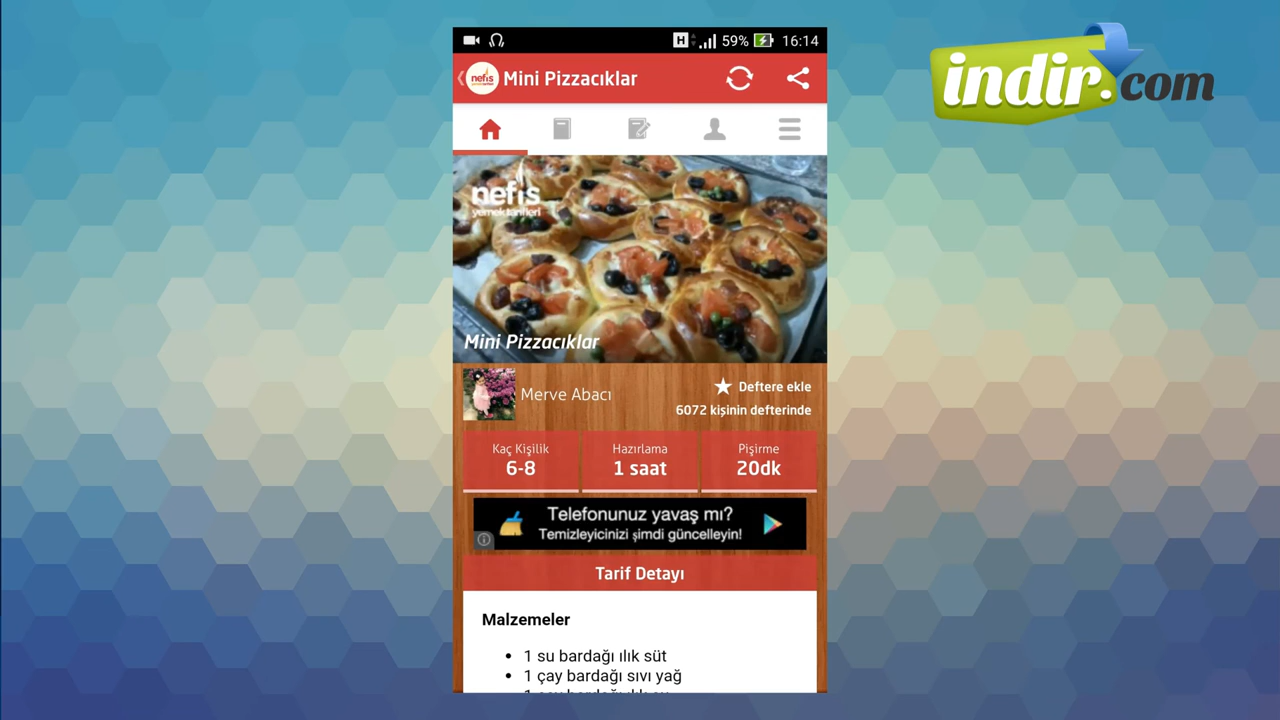 H 59% 16:14
indir.com
nefis Mini Pizzacıklar
nefis
yemek tarifleri
Mini Pizzacıklar
Merve Abacı
Deftere ekle
6072 kişinin defterinde
Kaç Kişilik Hazırlama Pişirme
6-8 1 saat 20dk
Telefonunuz yavaş mı?
Temizleyicinizi şimdi güncelleyin!
Tarif Detayı
Malzemeler
• 1 su bardağı ılık süt
• 1 çay bardağı sıvı yağ